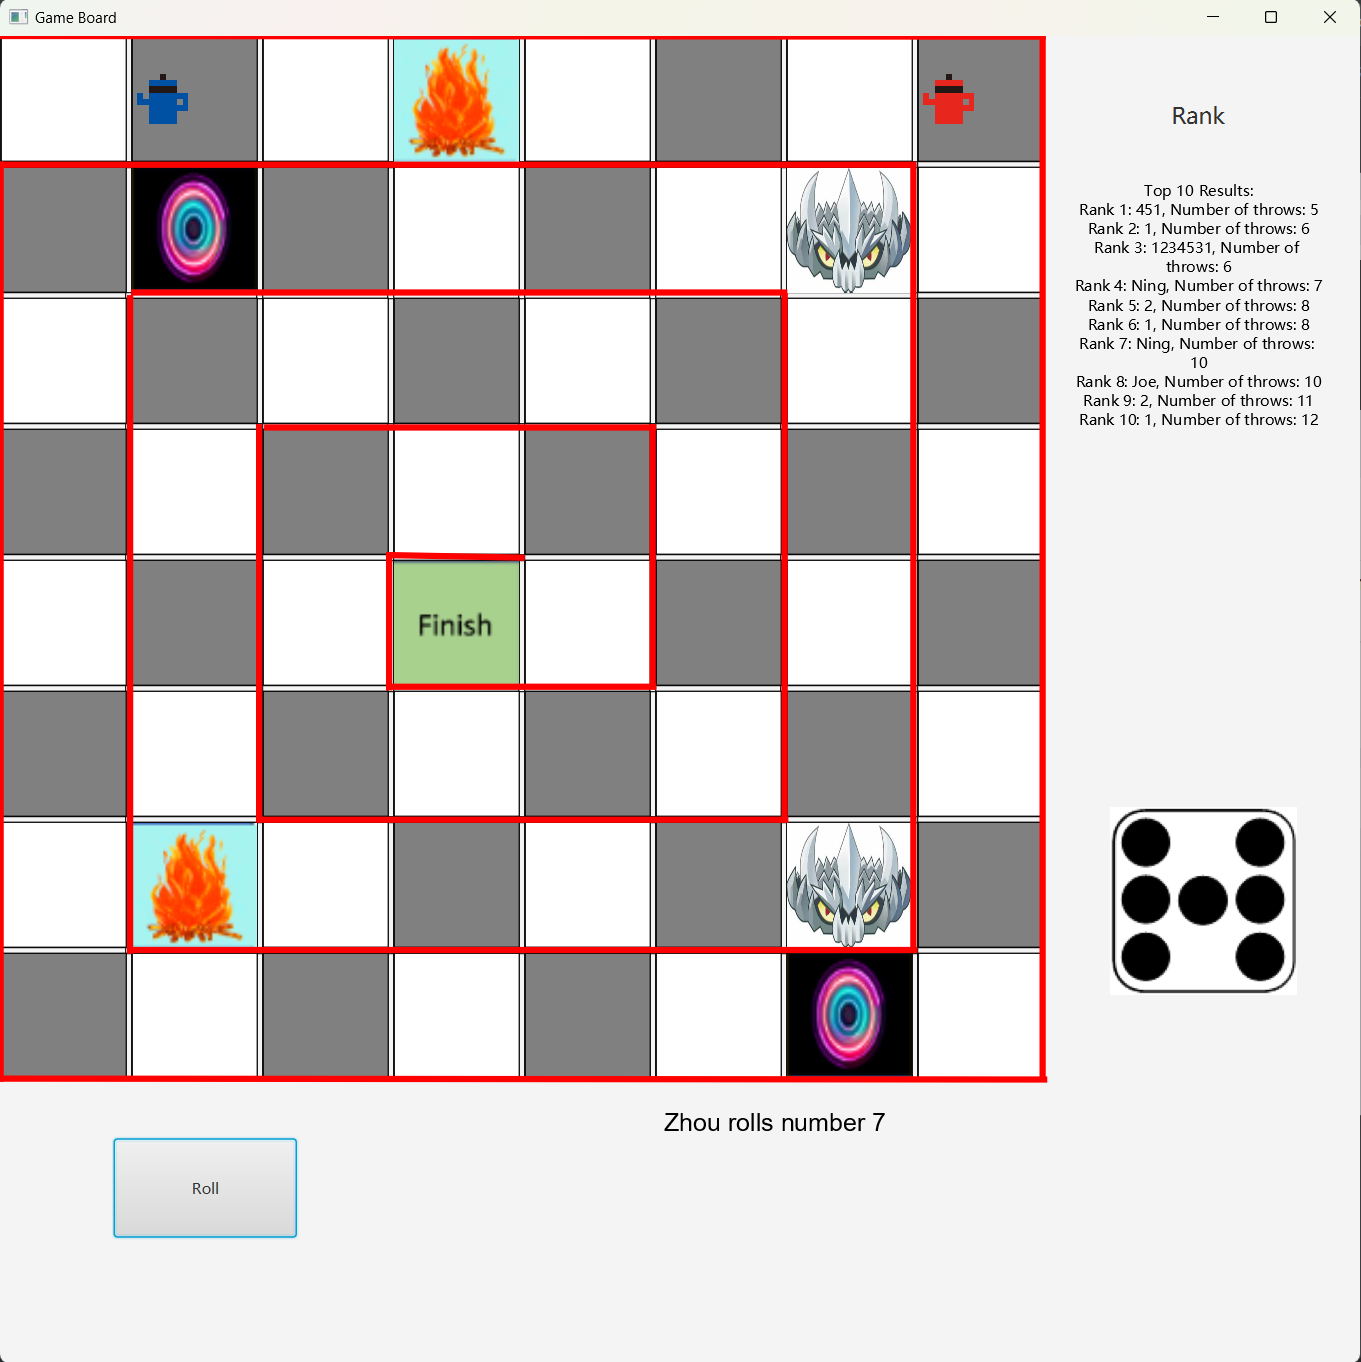 Game Board
Rank
Top 10 Results:
Rank 1: 451, Number of throws: 5
Rank 2: 1, Number of throws: 6
Rank 3: 1234531, Number of
throws: 6
Rank 4: Ning, Number of throws: 7
Rank 5: 2, Number of throws: 8
Rank 6: 1, Number of throws: 8
Rank 7: Ning, Number of throws:
10
Rank 8: Joe, Number of throws: 10
Rank 9: 2, Number of throws: 11
Rank 10: 1, Number of throws: 12
Finish
Zhou rolls number 7
Roll